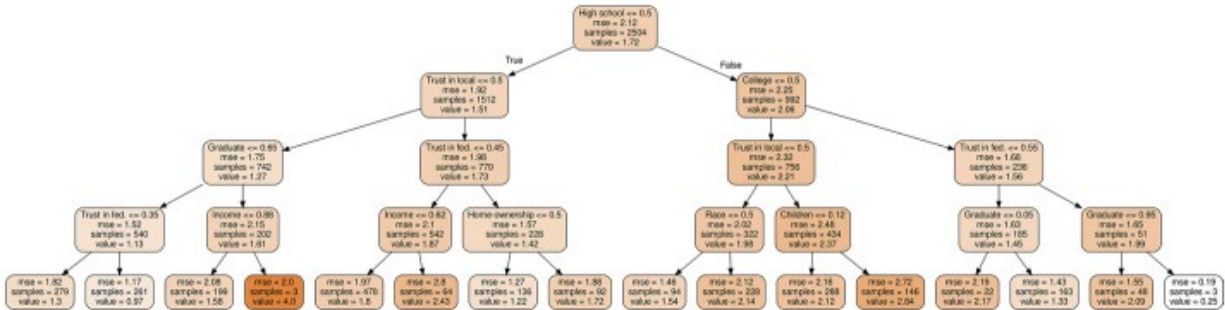 High school <= 0.5
mse = 2.12
samples = 2504
value = 1.72
True
False
Trust in local <= 0.5
mse = 1.92
samples = 1512
value = 1.51
College <= 0.5
mse = 2.25
samples = 992
value = 2.06
Graduate <= 0.65
mse = 1.75
samples = 742
value = 1.27
Trust in fed. <= 0.45
mse = 1.98
samples = 770
value = 1.73
Trust in local <= 0.5
mse = 2.32
samples = 756
value = 2.21
Trust in fed. <= 0.55
mse = 1.68
samples = 236
value = 1.56
Trust in fed. <= 0.35
mse = 1.52
samples = 540
value = 1.13
Income <= 0.88
mse = 2.15
samples = 202
value = 1.61
Income <= 0.62
mse = 2.1
samples = 542
value = 1.87
Home ownership <= 0.5
mse = 1.57
samples = 228
value = 1.42
Race <= 0.5
mse = 2.02
samples = 322
value = 1.98
Children <= 0.12
mse = 2.48
samples = 434
value = 2.37
Graduate <= 0.05
mse = 1.63
samples = 185
value = 1.45
Graduate <= 0.95
mse = 1.65
samples = 51
value = 1.99
mse = 1.82
samples = 279
value = 1.3
mse = 1.17
samples = 261
value = 0.97
mse = 2.08
samples = 199
value = 1.58
mse = 2.0
samples = 3
value = 4.0
mse = 1.97
samples = 478
value = 1.8
mse = 2.8
samples = 64
value = 2.43
mse = 1.27
samples = 136
value = 1.22
mse = 1.88
samples = 92
value = 1.72
mse = 1.46
samples = 94
value = 1.54
mse = 2.12
samples = 228
value = 2.14
mse = 2.16
samples = 288
value = 2.12
mse = 2.72
samples = 146
value = 2.84
mse = 2.19
samples = 22
value = 2.17
mse = 1.43
samples = 163
value = 1.33
mse = 1.55
samples = 48
value = 2.09
mse = 0.19
samples = 3
value = 0.25